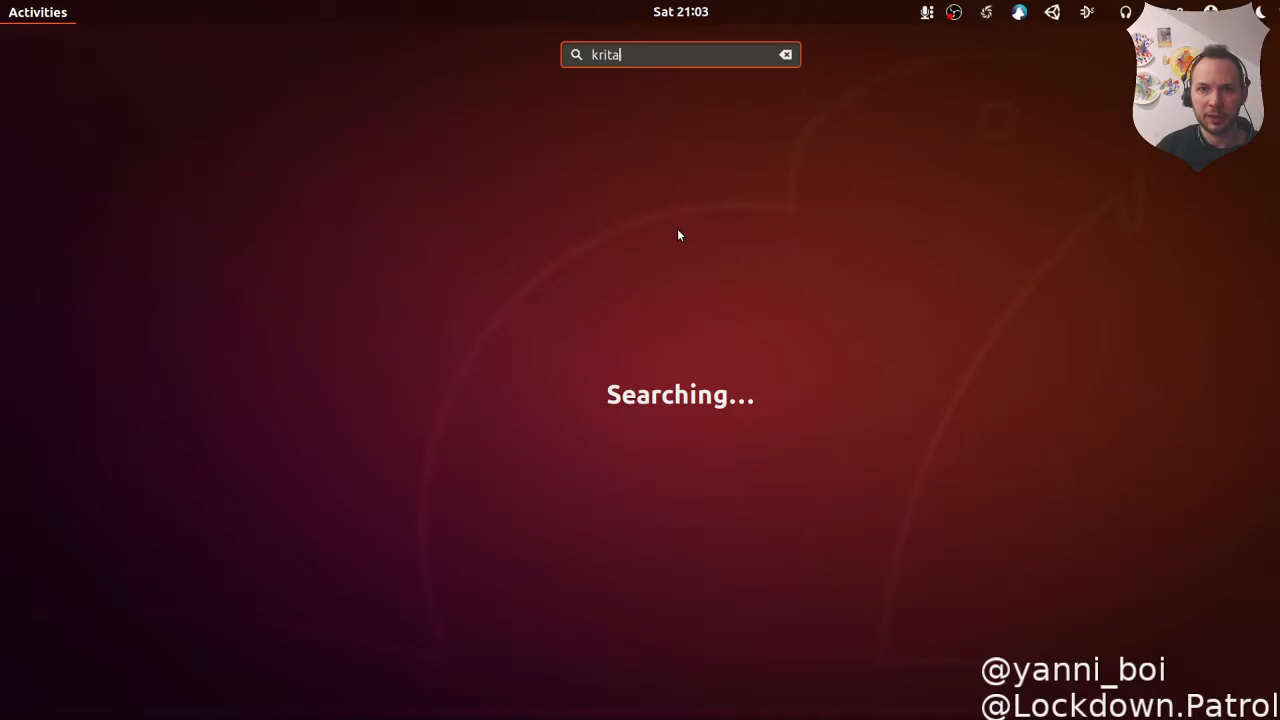 Activities
Sat 21:03
krita
Searching…
@yanni_boi
@Lockdown.Patrol